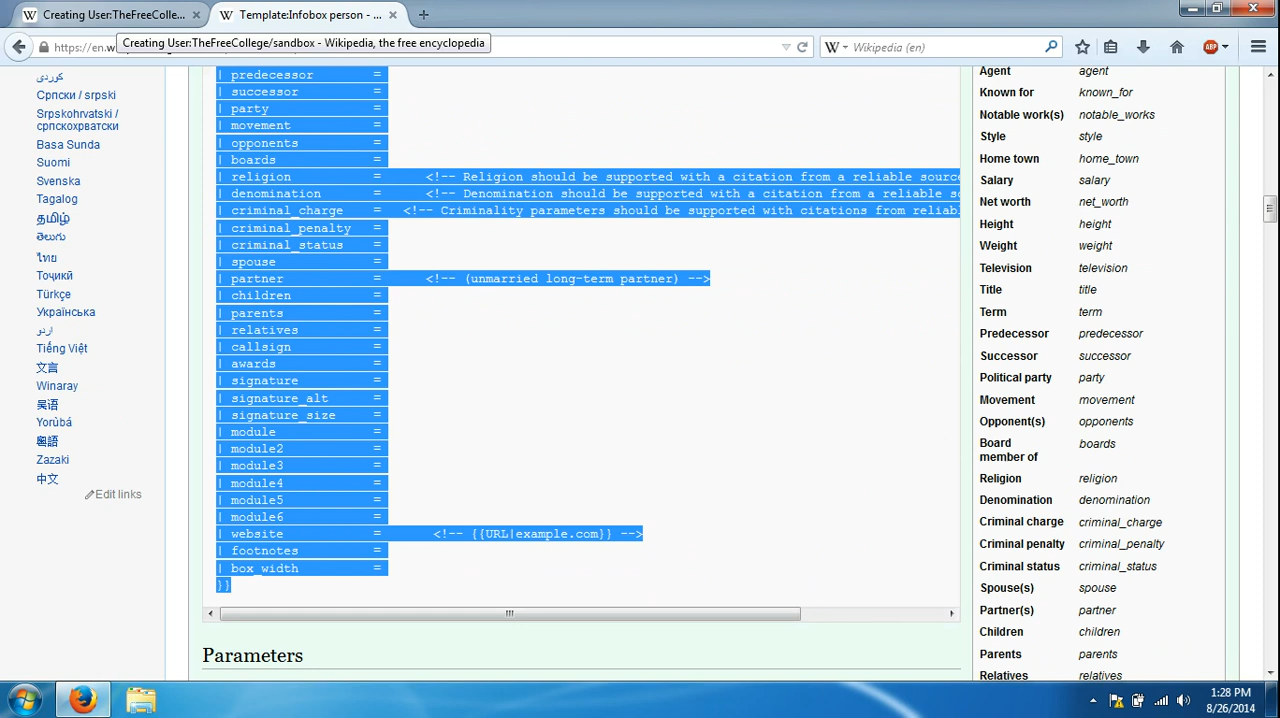 Creating User:TheFreeColle...
Template:Infobox person - ...
https://en.w
Creating User:TheFreeCollege/sandbox - Wikipedia, the free encyclopedia
Wikipedia (en)
ABP
کوردی
Српски / srpski
Srpskohrvatski /
српскохрватски
Basa Sunda
Suomi
Svenska
Tagalog
தமிழ்
తెలుగు
ไทย
Тоҷикӣ
Türkçe
Українська
اردو
Tiếng Việt
文言
Winaray
吴语
Yorùbá
粵語
Zazaki
中文
Edit links
| predecessor =
| successor =
| party =
| movement =
| opponents =
| boards =
| religion = <!-- Religion should be supported with a citation from a reliable source
| denomination = <!-- Denomination should be supported with a citation from a reliable so
| criminal_charge = <!-- Criminality parameters should be supported with citations from reliabl
| criminal_penalty =
| criminal_status =
| spouse =
| partner = <!-- (unmarried long-term partner) -->
| children =
| parents =
| relatives =
| callsign =
| awards =
| signature =
| signature_alt =
| signature_size =
| module =
| module2 =
| module3 =
| module4 =
| module5 =
| module6 =
| website = <!-- {{URL|example.com}} -->
| footnotes =
| box_width =
}}
Parameters
Agent agent
Known for known_for
Notable work(s) notable_works
Style style
Home town home_town
Salary salary
Net worth net_worth
Height height
Weight weight
Television television
Title title
Term term
Predecessor predecessor
Successor successor
Political party party
Movement movement
Opponent(s) opponents
Board boards
member of
Religion religion
Denomination denomination
Criminal charge criminal_charge
Criminal penalty criminal_penalty
Criminal status criminal_status
Spouse(s) spouse
Partner(s) partner
Children children
Parents parents
Relatives relatives
1:28 PM
8/26/2014